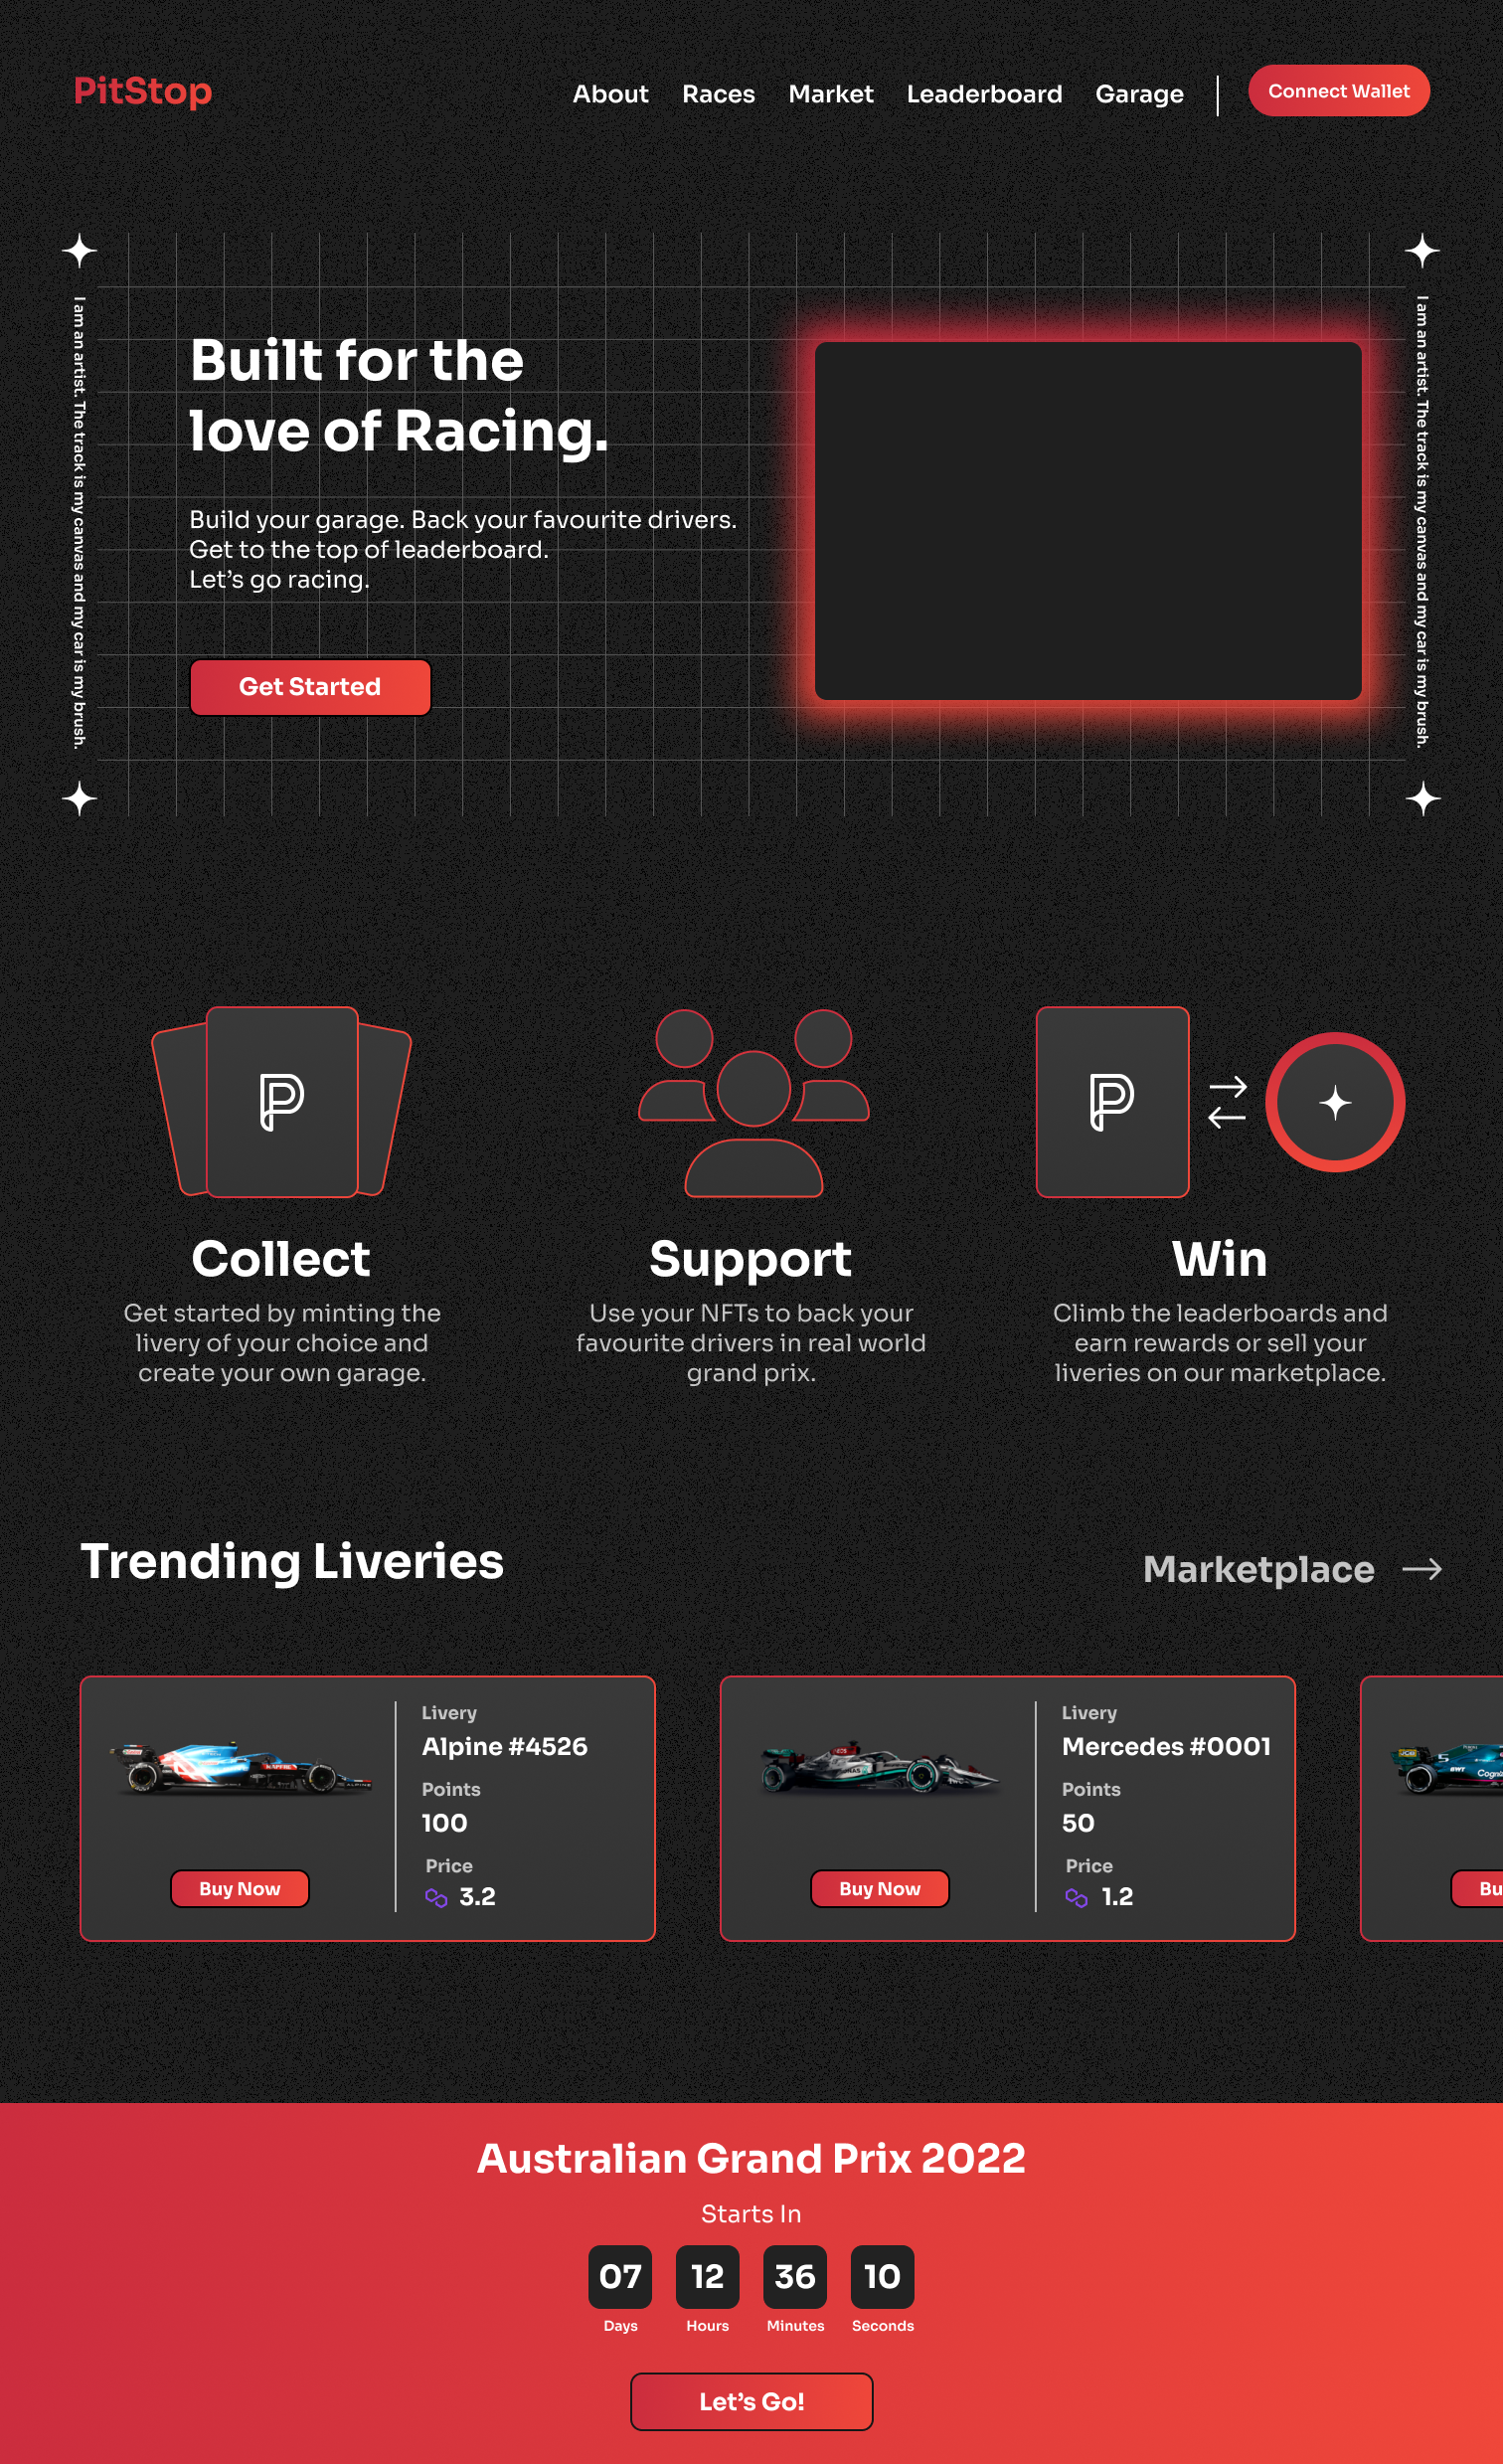 PitStop
About Races Market Leaderboard Garage Connect Wallet
I am an artist. The track is my canvas and my car is my brush.
Built for the
love of Racing.
Build your garage. Back your favourite drivers.
Get to the top of leaderboard.
Let’s go racing.
Get Started
I am an artist. The track is my canvas and my car is my brush.
Collect
Get started by minting the
livery of your choice and
create your own garage.
Support
Use your NFTs to back your
favourite drivers in real world
grand prix.
Win
Climb the leaderboards and
earn rewards or sell your
liveries on our marketplace.
Trending Liveries
Marketplace
Livery
Alpine #4526
Points
100
Price
3.2
Buy Now
Livery
Mercedes #0001
Points
50
Price
1.2
Buy Now
Bu
Australian Grand Prix 2022
Starts In
07 12 36 10
Days Hours Minutes Seconds
Let’s Go!